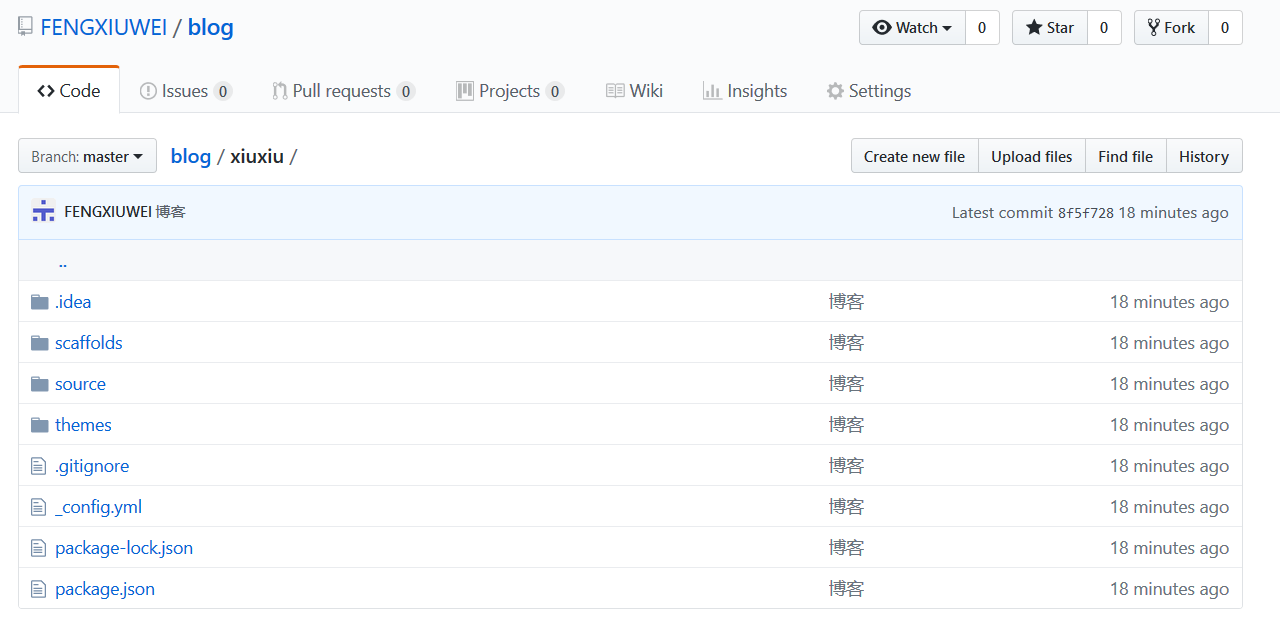 FENGXIUWEI / blog Watch 0 Star 0 Fork 0
Code Issues 0 Pull requests 0 Projects 0 Wiki Insights Settings
Branch: master blog / xiuxiu / Create new file Upload files Find file History
FENGXIUWEI 博客 Latest commit 8f5f728 18 minutes ago
..
.idea 博客 18 minutes ago
scaffolds 博客 18 minutes ago
source 博客 18 minutes ago
themes 博客 18 minutes ago
.gitignore 博客 18 minutes ago
_config.yml 博客 18 minutes ago
package-lock.json 博客 18 minutes ago
package.json 博客 18 minutes ago